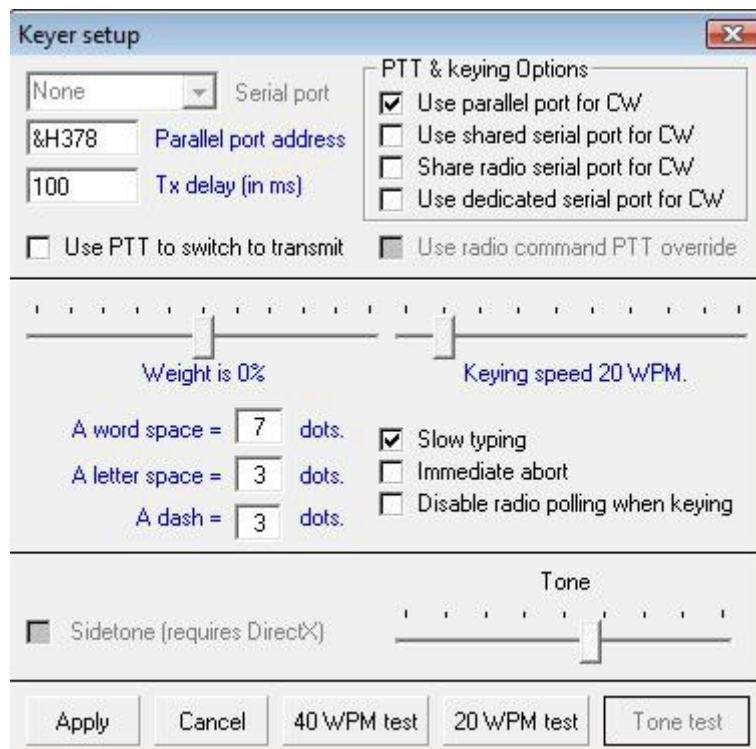 Keyer setup
None Serial port
&H378 Parallel port address
100 Tx delay (in ms)
PTT & keying Options
Use parallel port for CW
Use shared serial port for CW
Share radio serial port for CW
Use dedicated serial port for CW
Use PTT to switch to transmit
Use radio command PTT override
Weight is 0%
Keying speed 20 WPM.
A word space = 7 dots.
A letter space = 3 dots.
A dash = 3 dots.
Slow typing
Immediate abort
Disable radio polling when keying
Tone
Sidetone (requires DirectX)
Apply Cancel 40 WPM test 20 WPM test Tone test